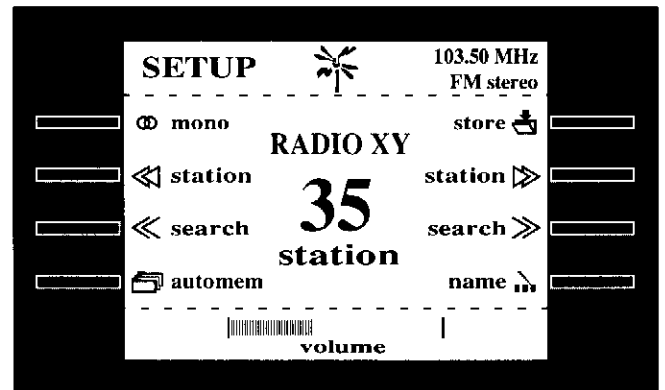 SETUP
103.50 MHz
FM stereo
mono
store
RADIO XY
station
station
35
search
search
station
automem
name
volume